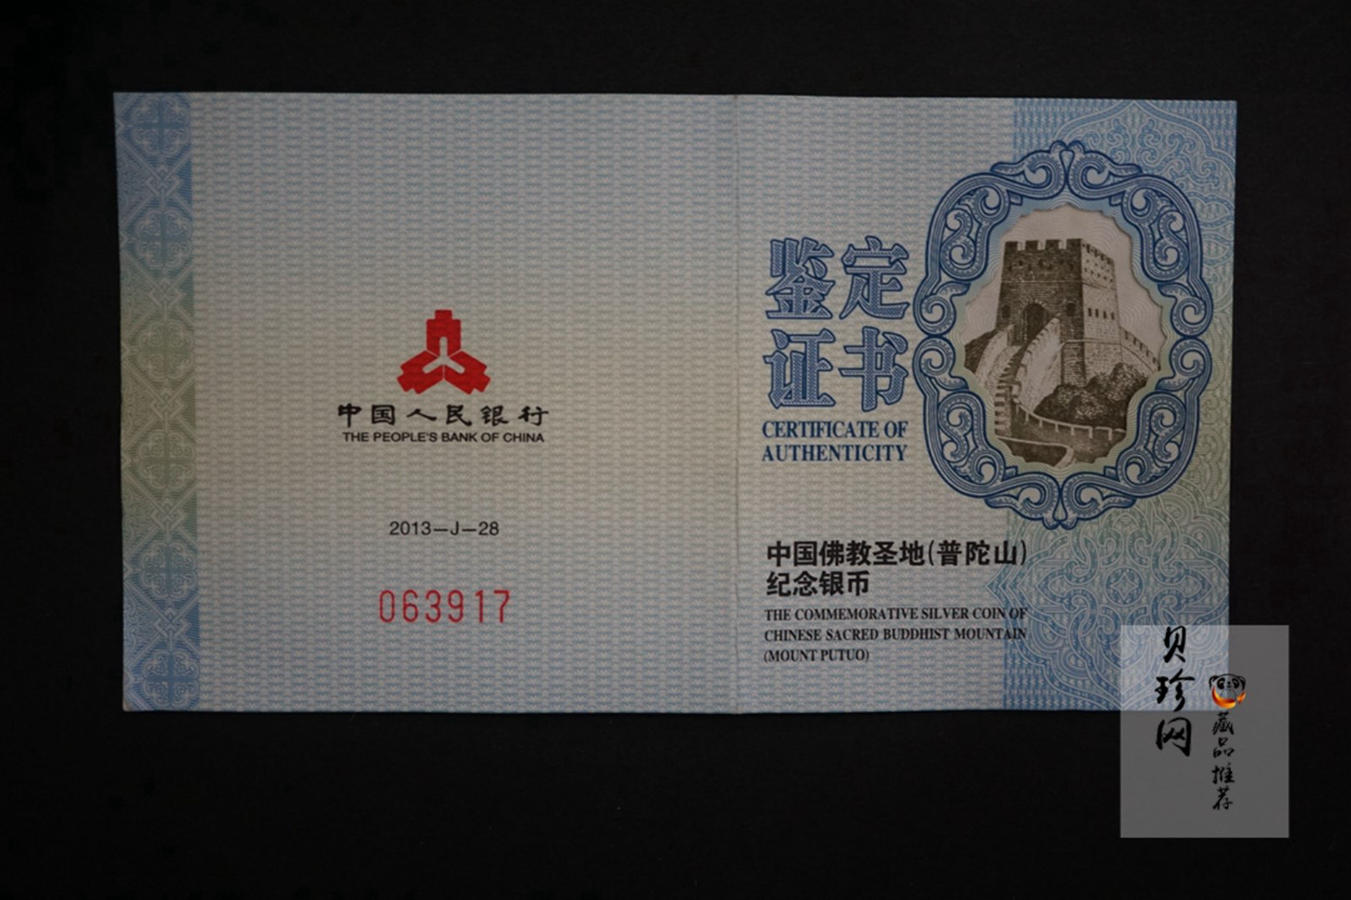 中国人民银行
THE PEOPLE'S BANK OF CHINA
2013—J—28
063917
鉴定
证书
CERTIFICATE OF
AUTHENTICITY
中国佛教圣地(普陀山)
纪念银币
THE COMMEMORATIVE SILVER COIN OF
CHINESE SACRED BUDDHIST MOUNTAIN
(MOUNT PUTUO)
贝珍网
藏品推荐